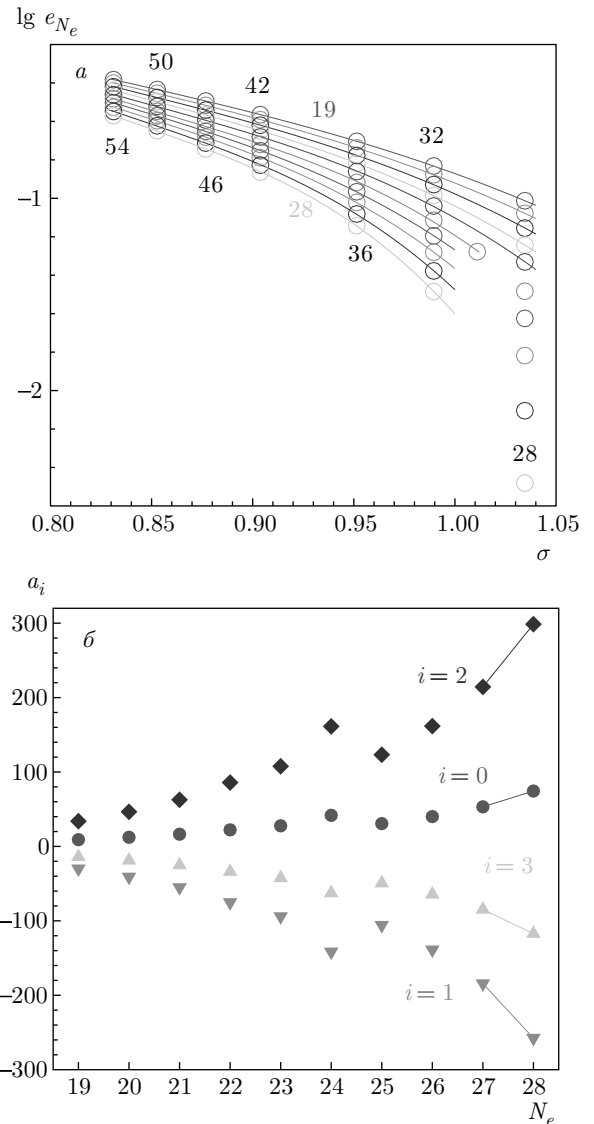 lg e_{N_e}
а 50 42 19 32
54 46 28 36 28
−1
−2
0.80 0.85 0.90 0.95 1.00 1.05
σ
a_i
б
300
200
100
0
−100
−200
−300
i = 2
i = 0
i = 3
i = 1
19 20 21 22 23 24 25 26 27 28
N_e